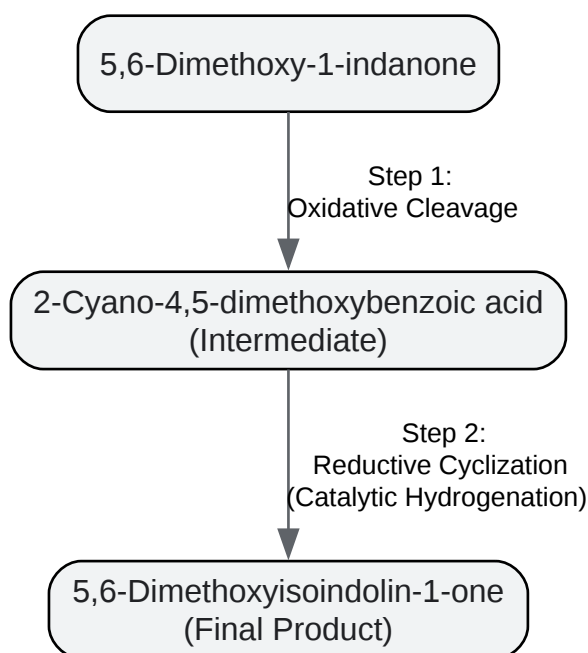 5,6-Dimethoxy-1-indanone
Step 1:
Oxidative Cleavage
2-Cyano-4,5-dimethoxybenzoic acid
(Intermediate)
Step 2:
Reductive Cyclization
(Catalytic Hydrogenation)
5,6-Dimethoxyisoindolin-1-one
(Final Product)